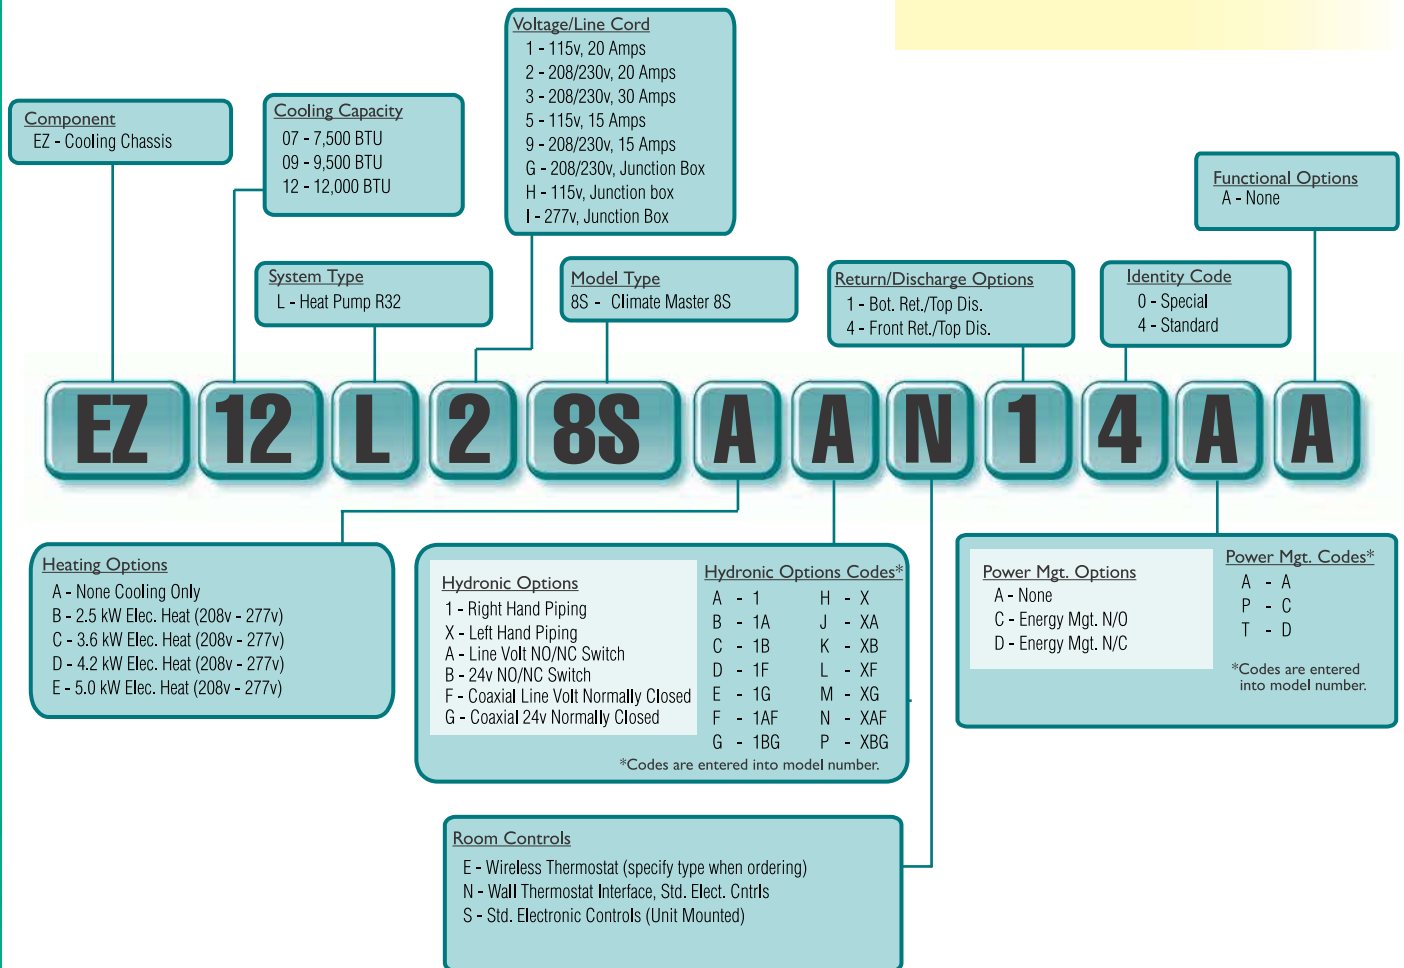 Voltage/Line Cord
1 - 115v, 20 Amps
2 - 208/230v, 20 Amps
3 - 208/230v, 30 Amps
5 - 115v, 15 Amps
9 - 208/230v, 15 Amps
G - 208/230v, Junction Box
H - 115v, Junction box
I - 277v, Junction Box
Component
EZ - Cooling Chassis
Cooling Capacity
07 - 7,500 BTU
09 - 9,500 BTU
12 - 12,000 BTU
Functional Options
A - None
System Type
L - Heat Pump R32
Model Type
8S - Climate Master 8S
Return/Discharge Options
1 - Bot. Ret./Top Dis.
4 - Front Ret./Top Dis.
Identity Code
0 - Special
4 - Standard
EZ 12 L 2 8S A A N 1 4 A A
Heating Options
A - None Cooling Only
B - 2.5 kW Elec. Heat (208v - 277v)
C - 3.6 kW Elec. Heat (208v - 277v)
D - 4.2 kW Elec. Heat (208v - 277v)
E - 5.0 kW Elec. Heat (208v - 277v)
Hydronic Options
1 - Right Hand Piping
X - Left Hand Piping
A - Line Volt NO/NC Switch
B - 24v NO/NC Switch
F - Coaxial Line Volt Normally Closed
G - Coaxial 24v Normally Closed
Hydronic Options Codes*
A - 1 H - X
B - 1A J - XA
C - 1B K - XB
D - 1F L - XF
E - 1G M - XG
F - 1AF N - XAF
G - 1BG P - XBG
*Codes are entered into model number.
Power Mgt. Options
A - None
C - Energy Mgt. N/O
D - Energy Mgt. N/C
Power Mgt. Codes*
A - A
P - C
T - D
*Codes are entered
into model number.
Room Controls
E - Wireless Thermostat (specify type when ordering)
N - Wall Thermostat Interface, Std. Elect. Cntrls
S - Std. Electronic Controls (Unit Mounted)